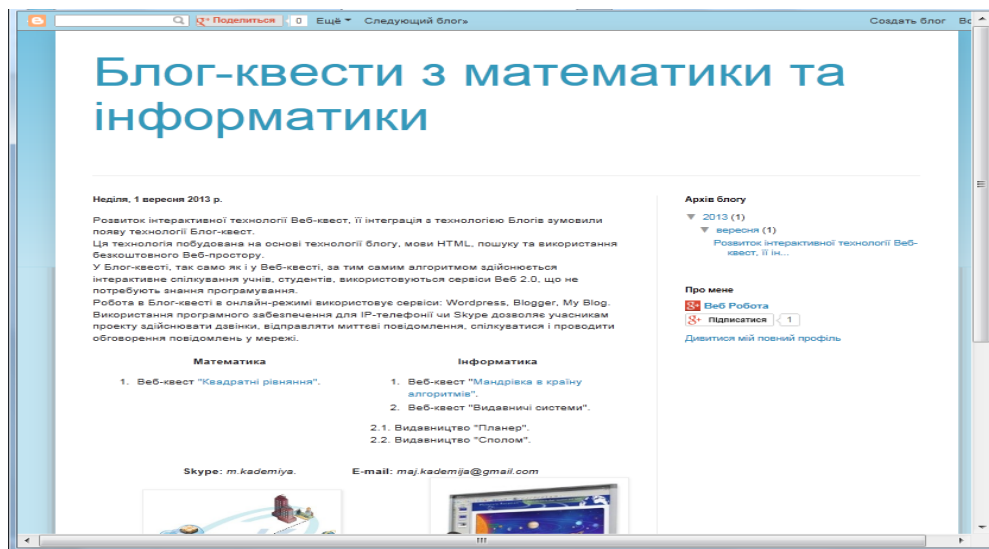 Поделиться 0 Ещё Следующий блог» Создать блог
Блог-квести з математики та
інформатики
Неділя, 1 вересня 2013 р.
Розвиток інтерактивної технології Веб-квест, її інтеграція з технологією Блогів зумовили
появу технології Блог-квест.
Ця технологія побудована на основі технології блогу, мови HTML, пошуку та використання
безкоштовного Веб-простору.
У Блог-квесті, так само як і у Веб-квесті, за тим самим алгоритмом здійснюється
інтерактивне спілкування учнів, студентів, використовуються сервіси Веб 2.0, що не
потребують знання програмування.
Робота в Блог-квесті в онлайн-режимі використовує сервіси: Wordpress, Blogger, My Blog.
Використання програмного забезпечення для IP-телефонії чи Skype дозволяє учасникам
проекту здійснювати дзвінки, відправляти миттєві повідомлення, спілкуватися і проводити
обговорення повідомлень у мережі.
Математика
1. Веб-квест "Квадратні рівняння".
Інформатика
1. Веб-квест "Мандрівка в країну
алгоритмів".
2. Веб-квест "Видавничі системи".
2.1. Видавництво "Планер".
2.2. Видавництво "Сполом".
Skype: m.kademiya. E-mail: maj.kademija@gmail.com
Архів блогу
▼ 2013 (1)
▼ вересня (1)
Розвиток інтерактивної технології Веб-
квест, її ін...
Про мене
Веб Робота
Підписатися 1
Дивитися мій повний профіль